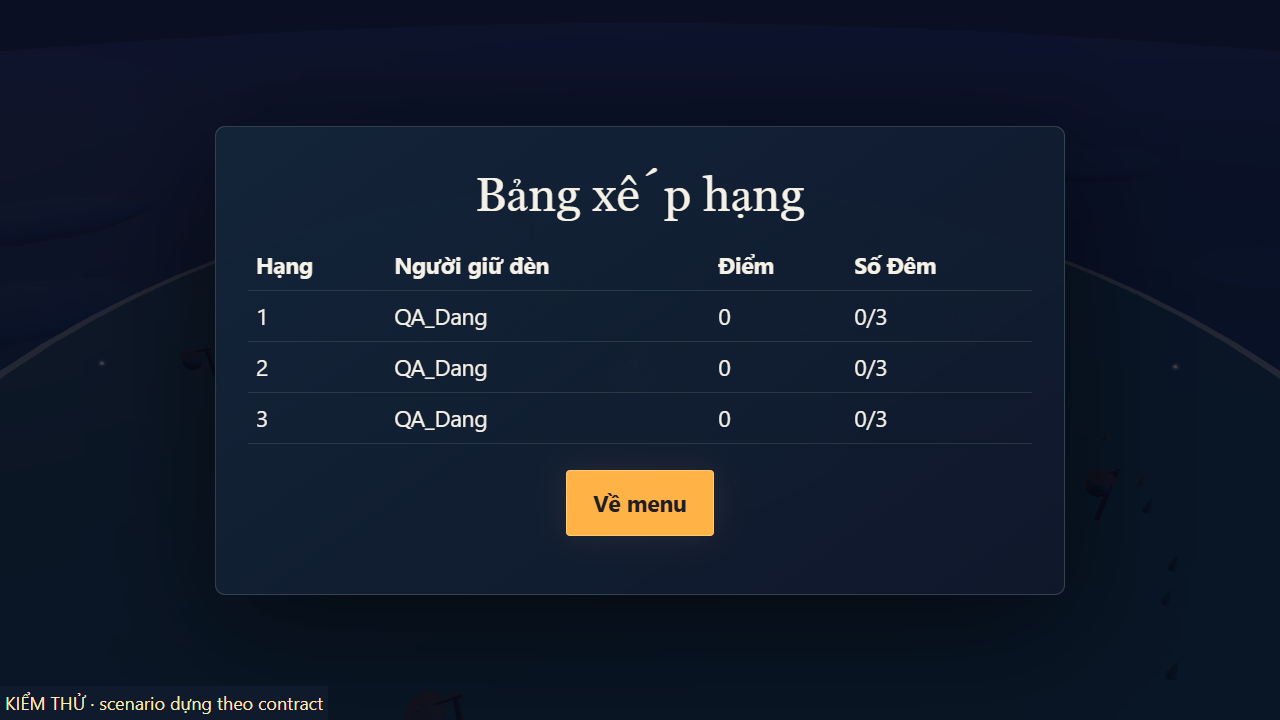 Bảng xếp hạng
Hạng Người giữ đèn Điểm Số Đêm
1 QA_Dang 0 0/3
2 QA_Dang 0 0/3
3 QA_Dang 0 0/3
Về menu
KIỂM THỬ · scenario dựng theo contract